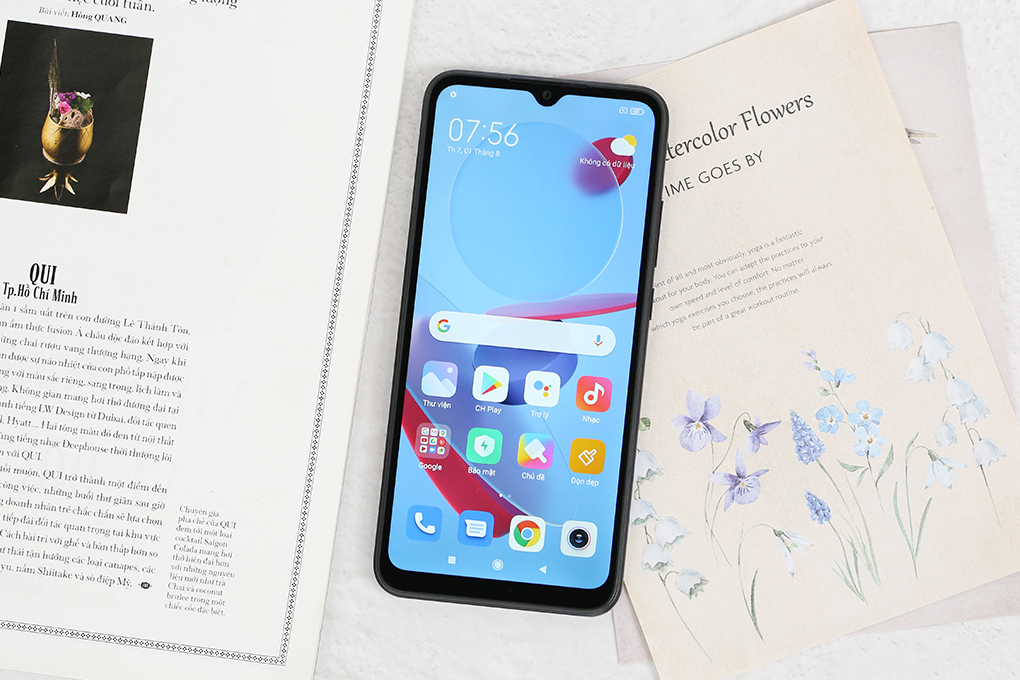 Bài viết: Hồng QUANG
QUI
Tp.Hồ Chí Minh
1 sầm uất trên con đường Lê Thánh Tôn,
ẩm thực fusion Á châu độc đáo kết hợp với
chai rượu vang thượng hạng. Ngay khi
được sự náo nhiệt của con phố tấp nập được
với màu sắc riêng, sang trọng, lịch lãm và
Không gian mang hơi thở đương đại tại
tiếng LW Design từ Dubai, đối tác quen
Hyatt... Hai tông màu đỏ đen từ nội thất
tiếng nhạc Deephouse thời thượng lôi
với QUI.
muộn, QUI trở thành một điểm đến
công việc, những buổi thư giãn sau giờ
doanh nhân trẻ chắc chắn sẽ lựa chọn
tiếp đãi đối tác quan trọng tại khu vực
Cách bài trí với ghế và bàn thấp hơn so
thái tận hưởng các loại canapes, các
nấm Shiitake và sò điệp Mỹ.
Chuyên gia
pha chế của QUI
đem tới một loại
cocktail Saigon
Colada mang hơi
thở hiện đại hơn
với những nguyên
liệu mới như trà
Chai và coconut
brulee trong một
chiếc cốc đặc biệt.
07:56
Th 7, 01 Tháng 8
Không có dữ liệu
G
Thư viện
CH Play
Trợ lý
Nhạc
Google
Bảo mật
Chủ đề
Dọn dẹp
Flowers
TIME GOES BY
of all and most obviously, yoga is a fantastic
for your body. You can adapt the practices to your
own speed and level of comfort. No matter
which yoga exercises you choose, the practices will always
be part of a great workout routine.